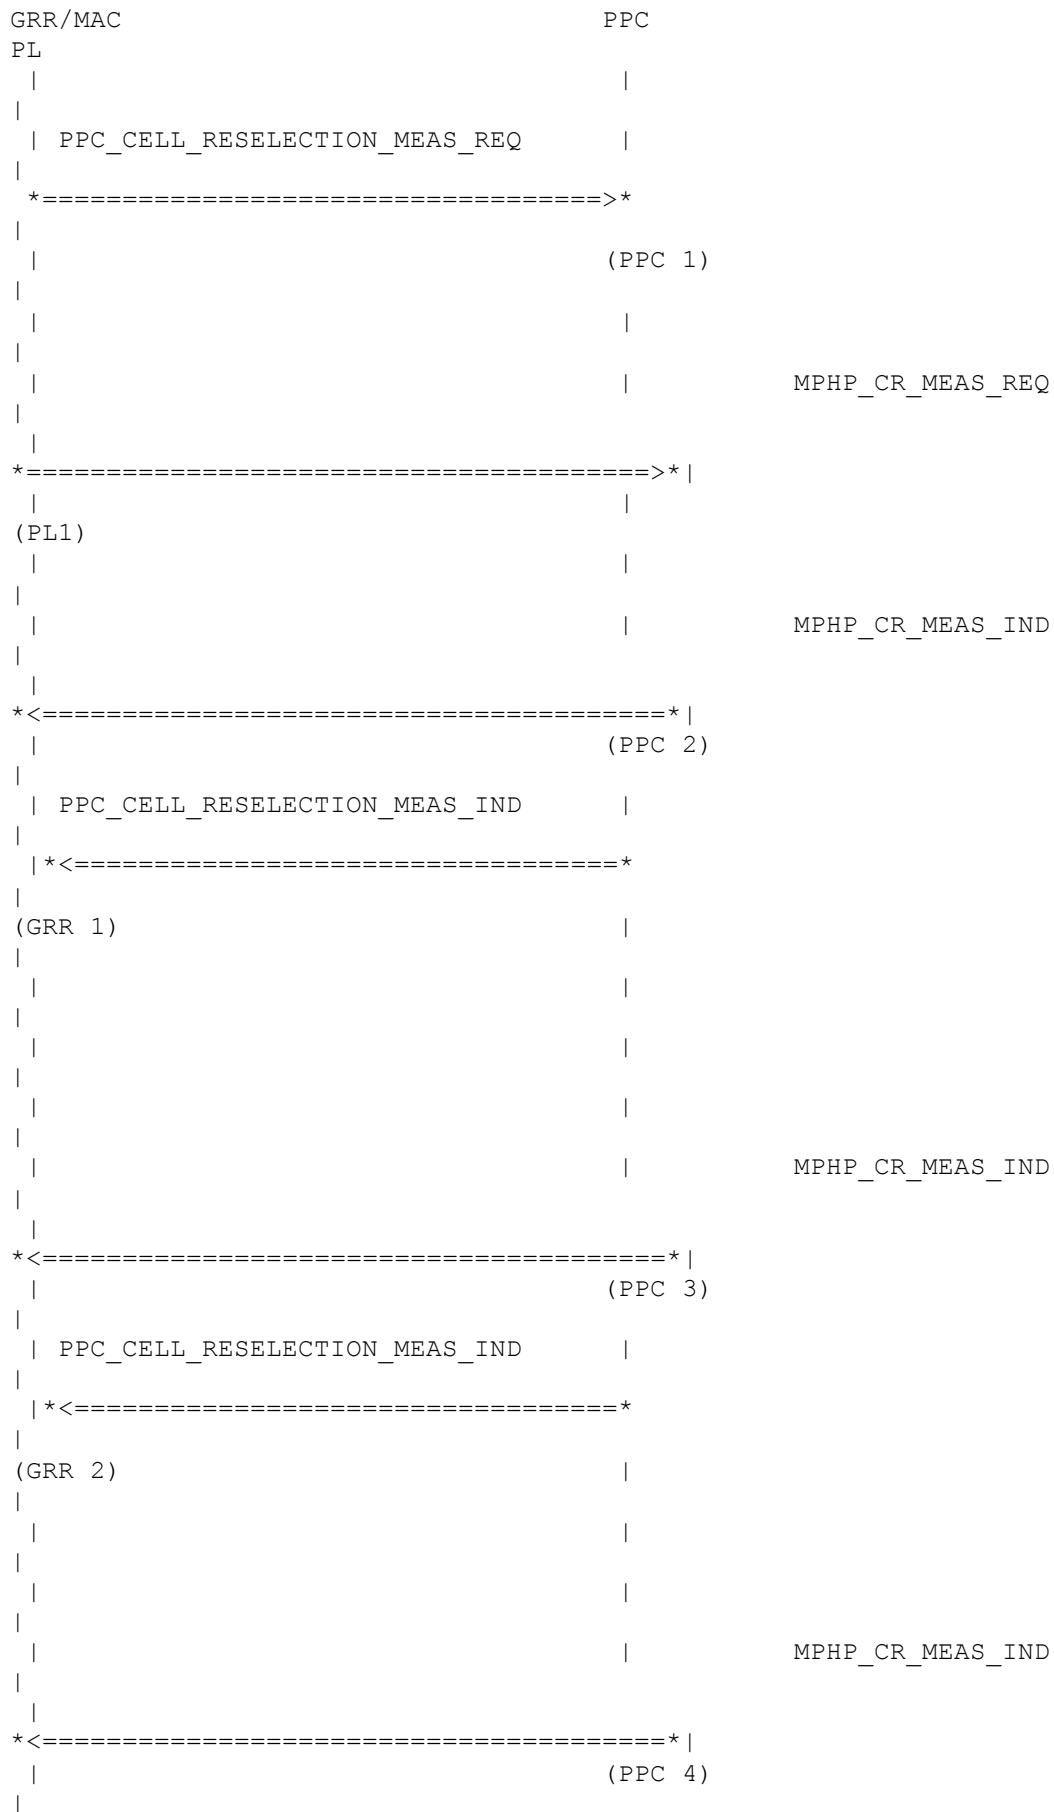 GRR/MAC                              PPC
PL
 |                                    |
|
 | PPC_CELL_RESELECTION_MEAS_REQ      |
|
 *===================================>*
|
 |                                   (PPC 1)
|
 |                                    |
|
 |                                    |          MPHP_CR_MEAS_REQ
|
 |
*=======================================>*|
 |                                    |
(PL1)
 |                                    |
|
 |                                    |          MPHP_CR_MEAS_IND
|
 |
*<=======================================*|
 |                                   (PPC 2)
|
 | PPC_CELL_RESELECTION_MEAS_IND      |
|
 |*<==================================*
|
(GRR 1)                               |
|
 |                                    |
|
 |                                    |
|
 |                                    |
|
 |                                    |          MPHP_CR_MEAS_IND
|
 |
*<=======================================*|
 |                                   (PPC 3)
|
 | PPC_CELL_RESELECTION_MEAS_IND      |
|
 |*<==================================*
|
(GRR 2)                               |
|
 |                                    |
|
 |                                    |
|
 |                                    |          MPHP_CR_MEAS_IND
|
 |
*<=======================================*|
 |                                   (PPC 4)
|